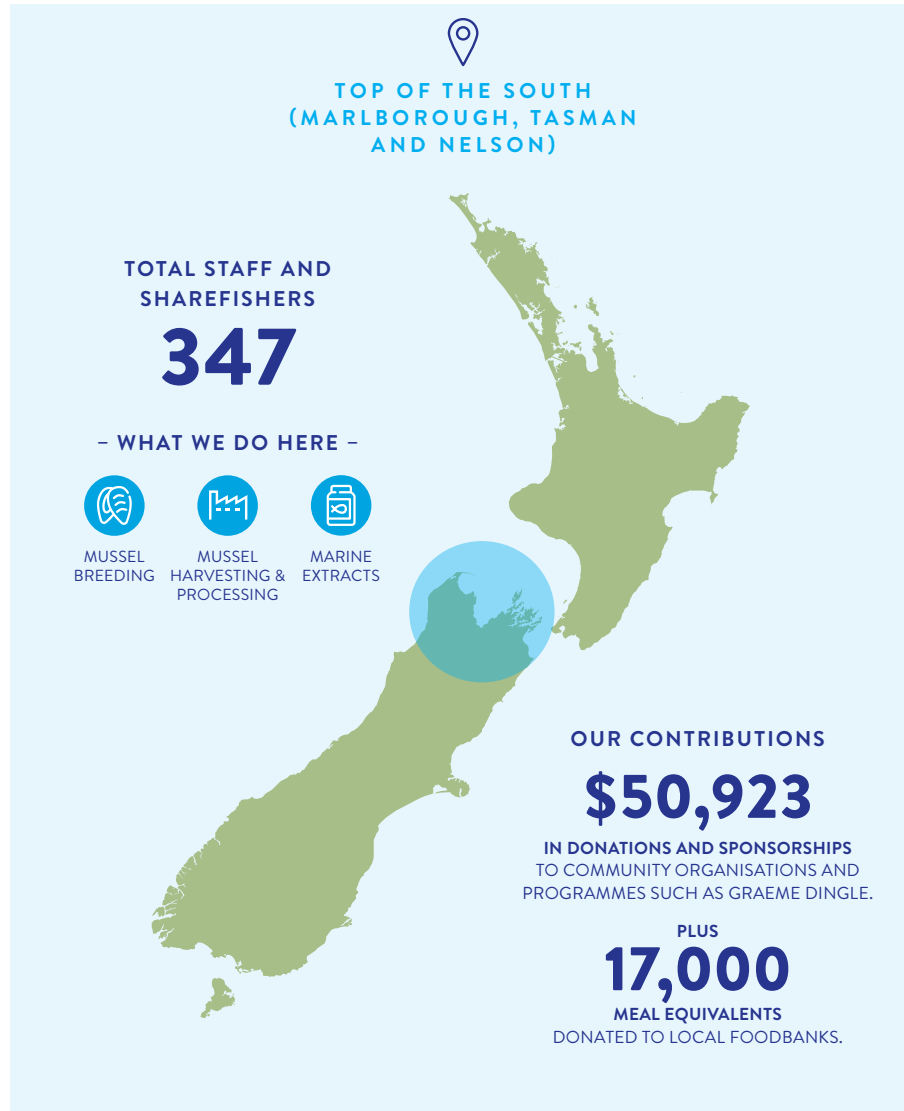 TOP OF THE SOUTH
(MARLBOROUGH, TASMAN
AND NELSON)
TOTAL STAFF AND
SHAREFISHERS
347
– WHAT WE DO HERE –
MUSSEL
BREEDING
MUSSEL
HARVESTING &
PROCESSING
MARINE
EXTRACTS
OUR CONTRIBUTIONS
$50,923
IN DONATIONS AND SPONSORSHIPS
TO COMMUNITY ORGANISATIONS AND
PROGRAMMES SUCH AS GRAEME DINGLE.
PLUS
17,000
MEAL EQUIVALENTS
DONATED TO LOCAL FOODBANKS.